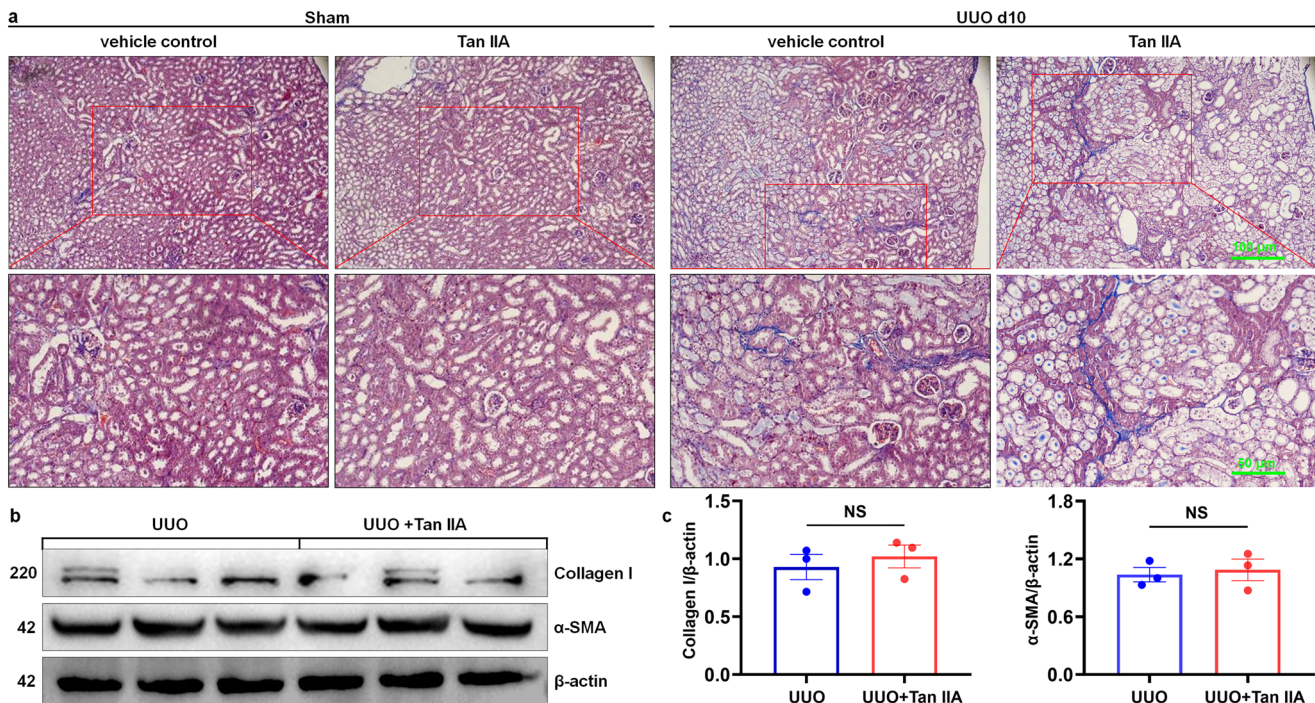 a
Sham
UUO d10
vehicle control
Tan IIA
vehicle control
Tan IIA
100 μm
50 μm
b
UUO
UUO +Tan IIA
220
Collagen I
42
α-SMA
42
β-actin
c
Collagen I/β-actin
1.5
1.0
0.5
0.0
NS
UUO
UUO+Tan IIA
α-SMA/β-actin
1.8
1.2
0.6
0.0
NS
UUO
UUO+Tan IIA